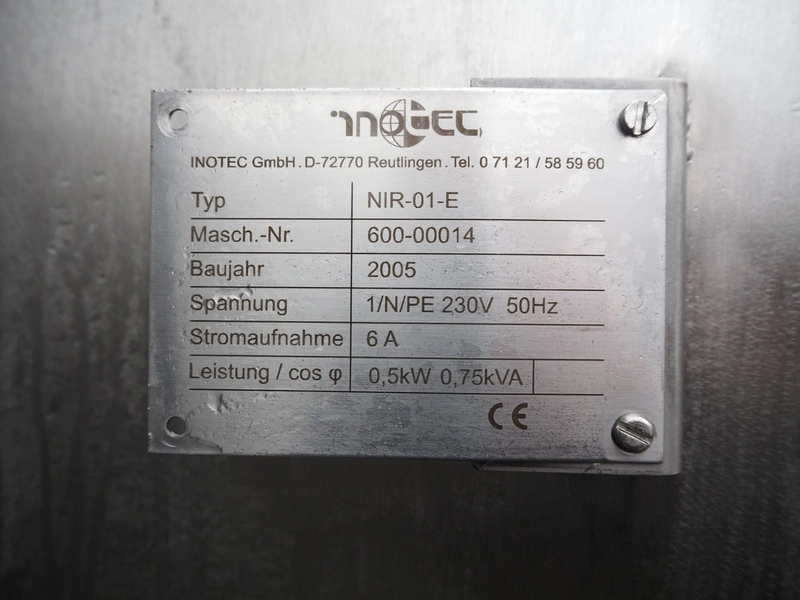 INOTEC
INOTEC GmbH . D-72770 Reutlingen . Tel. 0 71 21 / 58 59 60
Typ NIR-01-E
Masch.-Nr. 600-00014
Baujahr 2005
Spannung 1/N/PE 230V 50Hz
Stromaufnahme 6 A
Leistung / cos φ 0,5kW 0,75kVA
CE